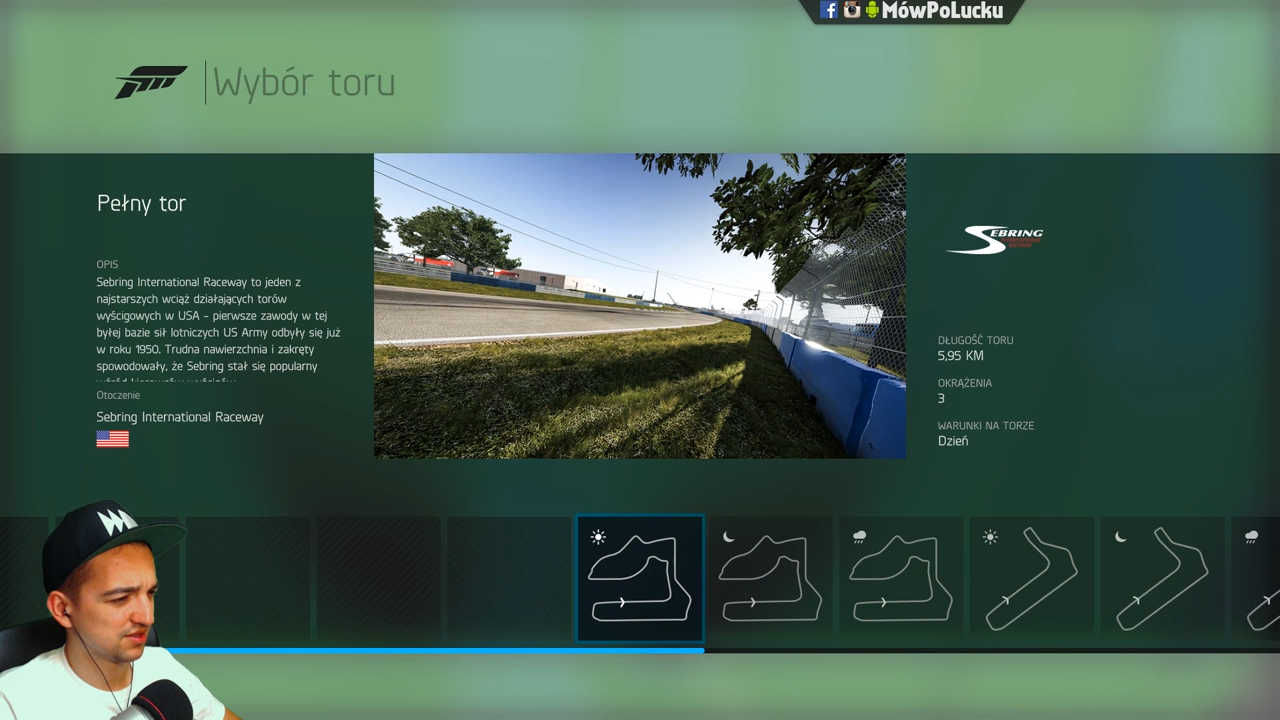 MówPoLucku
Wybór toru
Pełny tor
OPIS
Sebring International Raceway to jeden z
najstarszych wciąż działających torów
wyścigowych w USA - pierwsze zawody w tej
byłej bazie sił lotniczych US Army odbyły się już
w roku 1950. Trudna nawierzchnia i zakręty
spowodowały, że Sebring stał się popularny
Otoczenie
Sebring International Raceway
SEBRING
DŁUGOŚĆ TORU
5,95 KM
OKRĄŻENIA
3
WARUNKI NA TORZE
Dzień